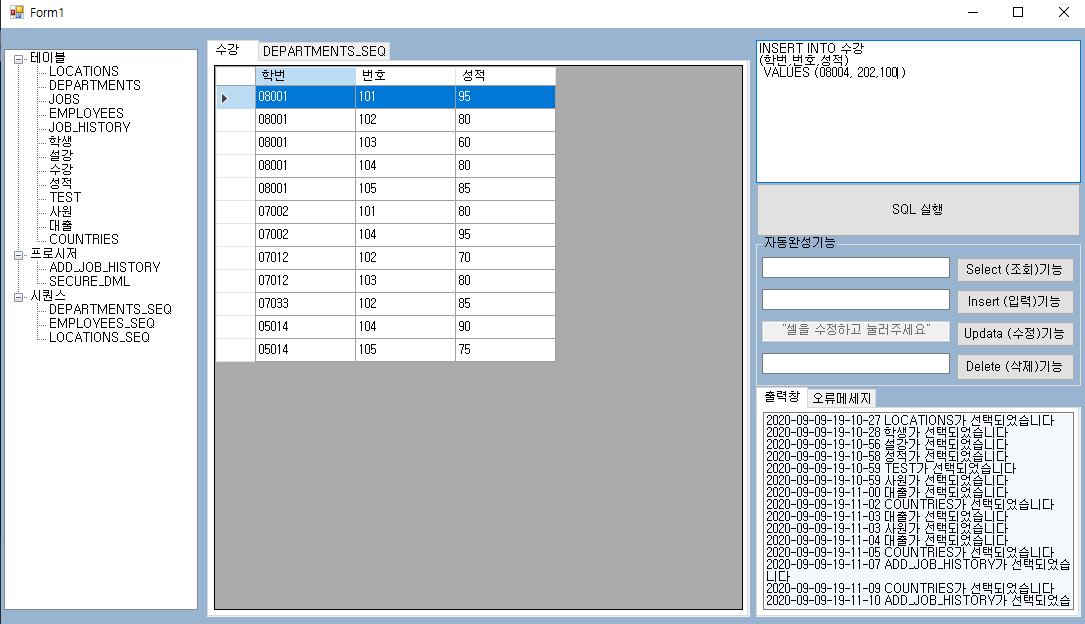 Form1
테이블
LOCATIONS
DEPARTMENTS
JOBS
EMPLOYEES
JOB_HISTORY
학생
설강
수강
성적
TEST
사원
대출
COUNTRIES
프로시저
ADD_JOB_HISTORY
SECURE_DML
시퀀스
DEPARTMENTS_SEQ
EMPLOYEES_SEQ
LOCATIONS_SEQ
수강 DEPARTMENTS_SEQ
학번 번호 성적
08001 101 95
08001 102 80
08001 103 60
08001 104 80
08001 105 85
07002 101 80
07002 104 95
07012 102 70
07012 103 80
07033 102 85
05014 104 90
05014 105 75
INSERT INTO 수강
(학번,번호,성적)
VALUES (08004, 202,100)
SQL 실행
자동완성기능
Select (조회)기능
Insert (입력)기능
"셀을 수정하고 눌러주세요" Updata (수정)기능
Delete (삭제)기능
출력창 오류메세지
2020-09-09-19-10-27 LOCATIONS가 선택되었습니다
2020-09-09-19-10-28 학생가 선택되었습니다
2020-09-09-19-10-56 설강가 선택되었습니다
2020-09-09-19-10-58 성적가 선택되었습니다
2020-09-09-19-10-59 TEST가 선택되었습니다
2020-09-09-19-10-59 사원가 선택되었습니다
2020-09-09-19-11-00 대출가 선택되었습니다
2020-09-09-19-11-02 COUNTRIES가 선택되었습니다
2020-09-09-19-11-03 대출가 선택되었습니다
2020-09-09-19-11-03 사원가 선택되었습니다
2020-09-09-19-11-04 대출가 선택되었습니다
2020-09-09-19-11-05 COUNTRIES가 선택되었습니다
2020-09-09-19-11-07 ADD_JOB_HISTORY가 선택되었습
니다
2020-09-09-19-11-09 COUNTRIES가 선택되었습니다
2020-09-09-19-11-10 ADD_JOB_HISTORY가 선택되었습